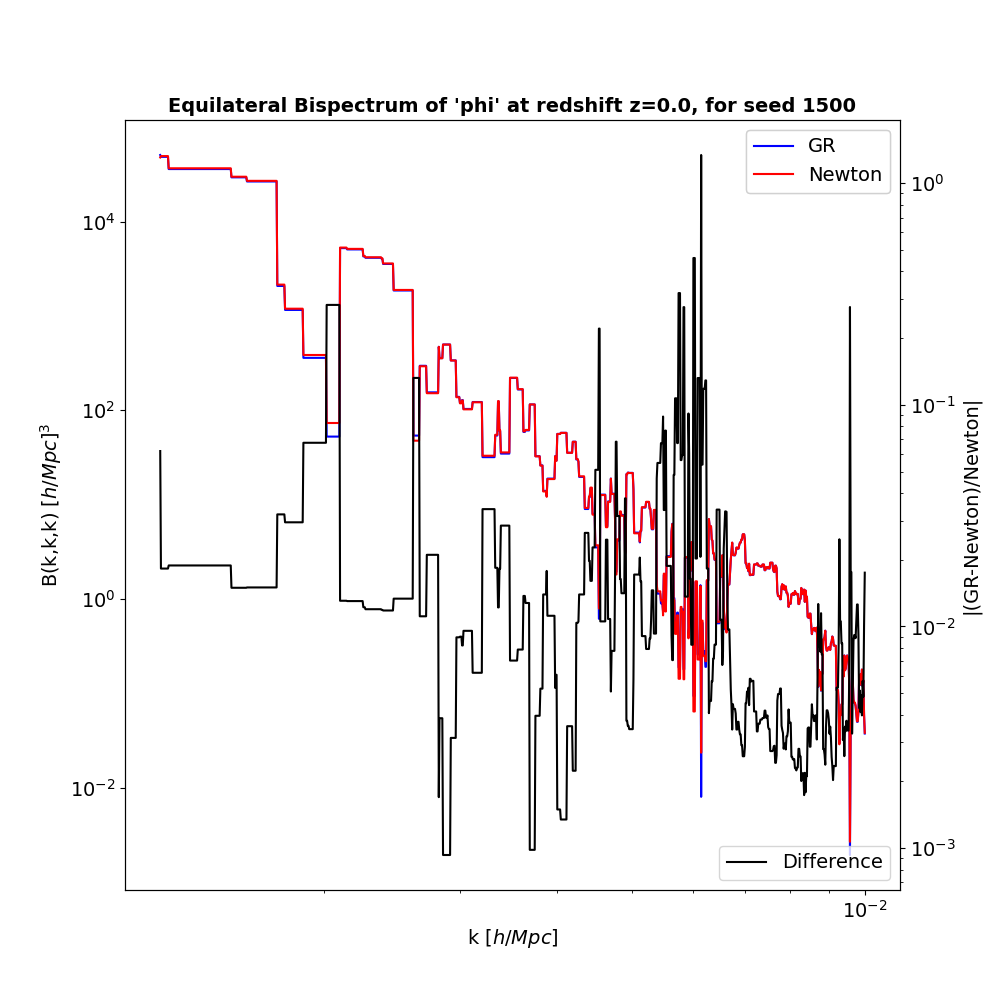 Equilateral Bispectrum of 'phi' at redshift z=0.0, for seed 1500
GR
Newton
10^4
10^2
10^0
10^-2
B(k,k,k) [h/Mpc]^3
10^0
10^-1
10^-2
10^-3
|(GR-Newton)/Newton|
Difference
10^-2
k [h/Mpc]